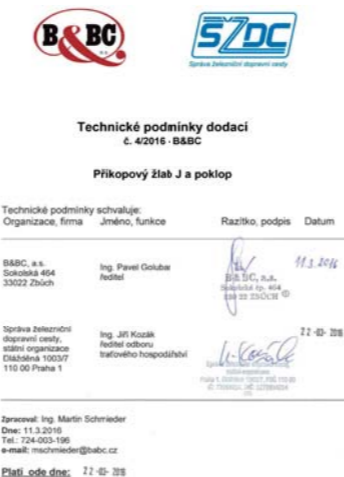 B&BC
a.s.
SŽDC
Správa železniční dopravní cesty
Technické podmínky dodací
č. 4/2016 - B&BC
Příkopový žlab J a poklop
Technické podmínky schvaluje:
Organizace, firma Jméno, funkce Razítko, podpis Datum
B&BC, a.s.
Sokolská 464
33022 Zbůch
Ing. Pavel Golubar
ředitel
B&BC, a.s.
Sokolská čp. 464
330 22 ZBŮCH
11.3.2016
Správa železniční
dopravní cesty,
státní organizace
Dlážděná 1003/7
110 00 Praha 1
Ing. Jiří Kozák
ředitel odboru
traťového hospodářství
22 -03- 2016
Zpracoval: Ing. Martin Schmieder
Dne: 11.3.2016
Tel.: 724-003-196
e-mail: mschmieder@babc.cz
Platí ode dne: 22 -03- 2016